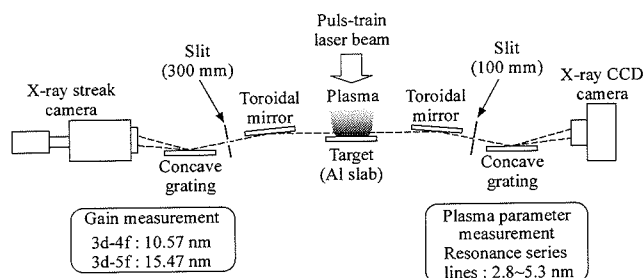 Puls-train
laser beam
Slit
(300 mm)
Slit
(100 mm)
X-ray CCD
camera
X-ray streak
camera
Toroidal
mirror
Plasma
Toroidal
mirror
Concave
grating
Target
(Al slab)
Concave
grating
Gain measurement
3d-4f : 10.57 nm
3d-5f : 15.47 nm
Plasma parameter
measurement
Resonance series
lines : 2.8~5.3 nm